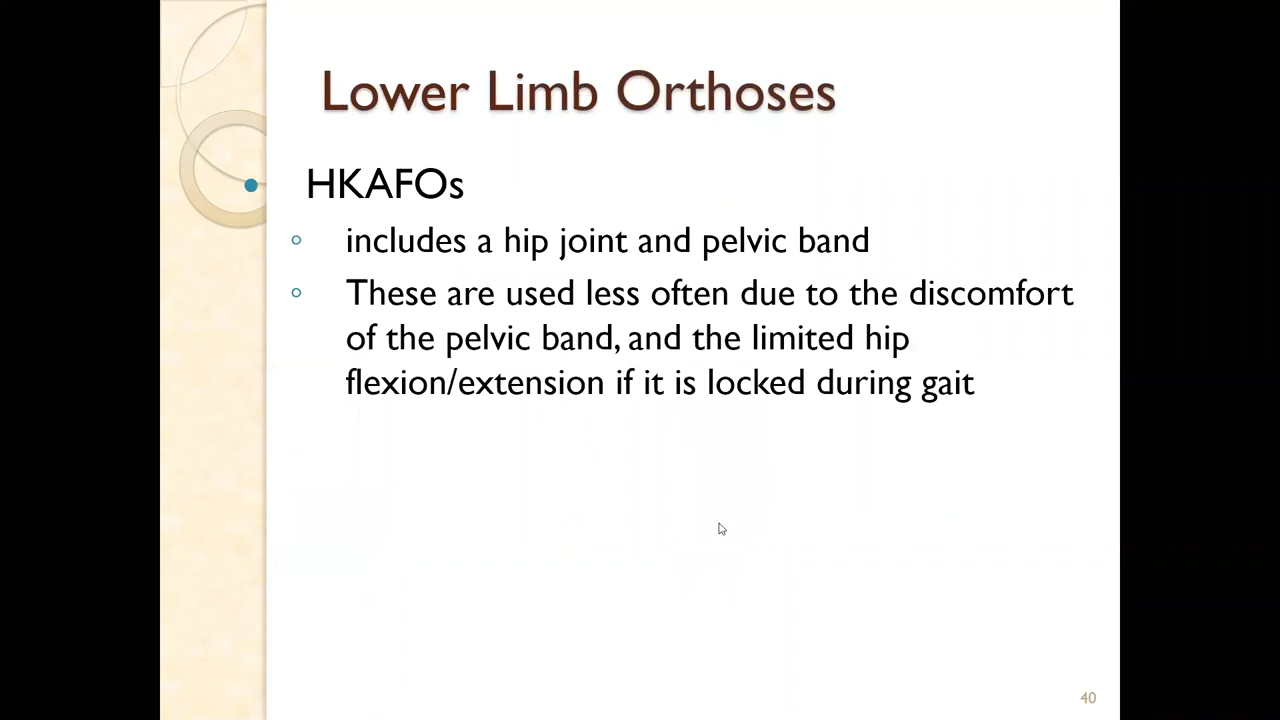 Lower Limb Orthoses
HKAFOs
includes a hip joint and pelvic band
These are used less often due to the discomfort
of the pelvic band, and the limited hip
flexion/extension if it is locked during gait
40